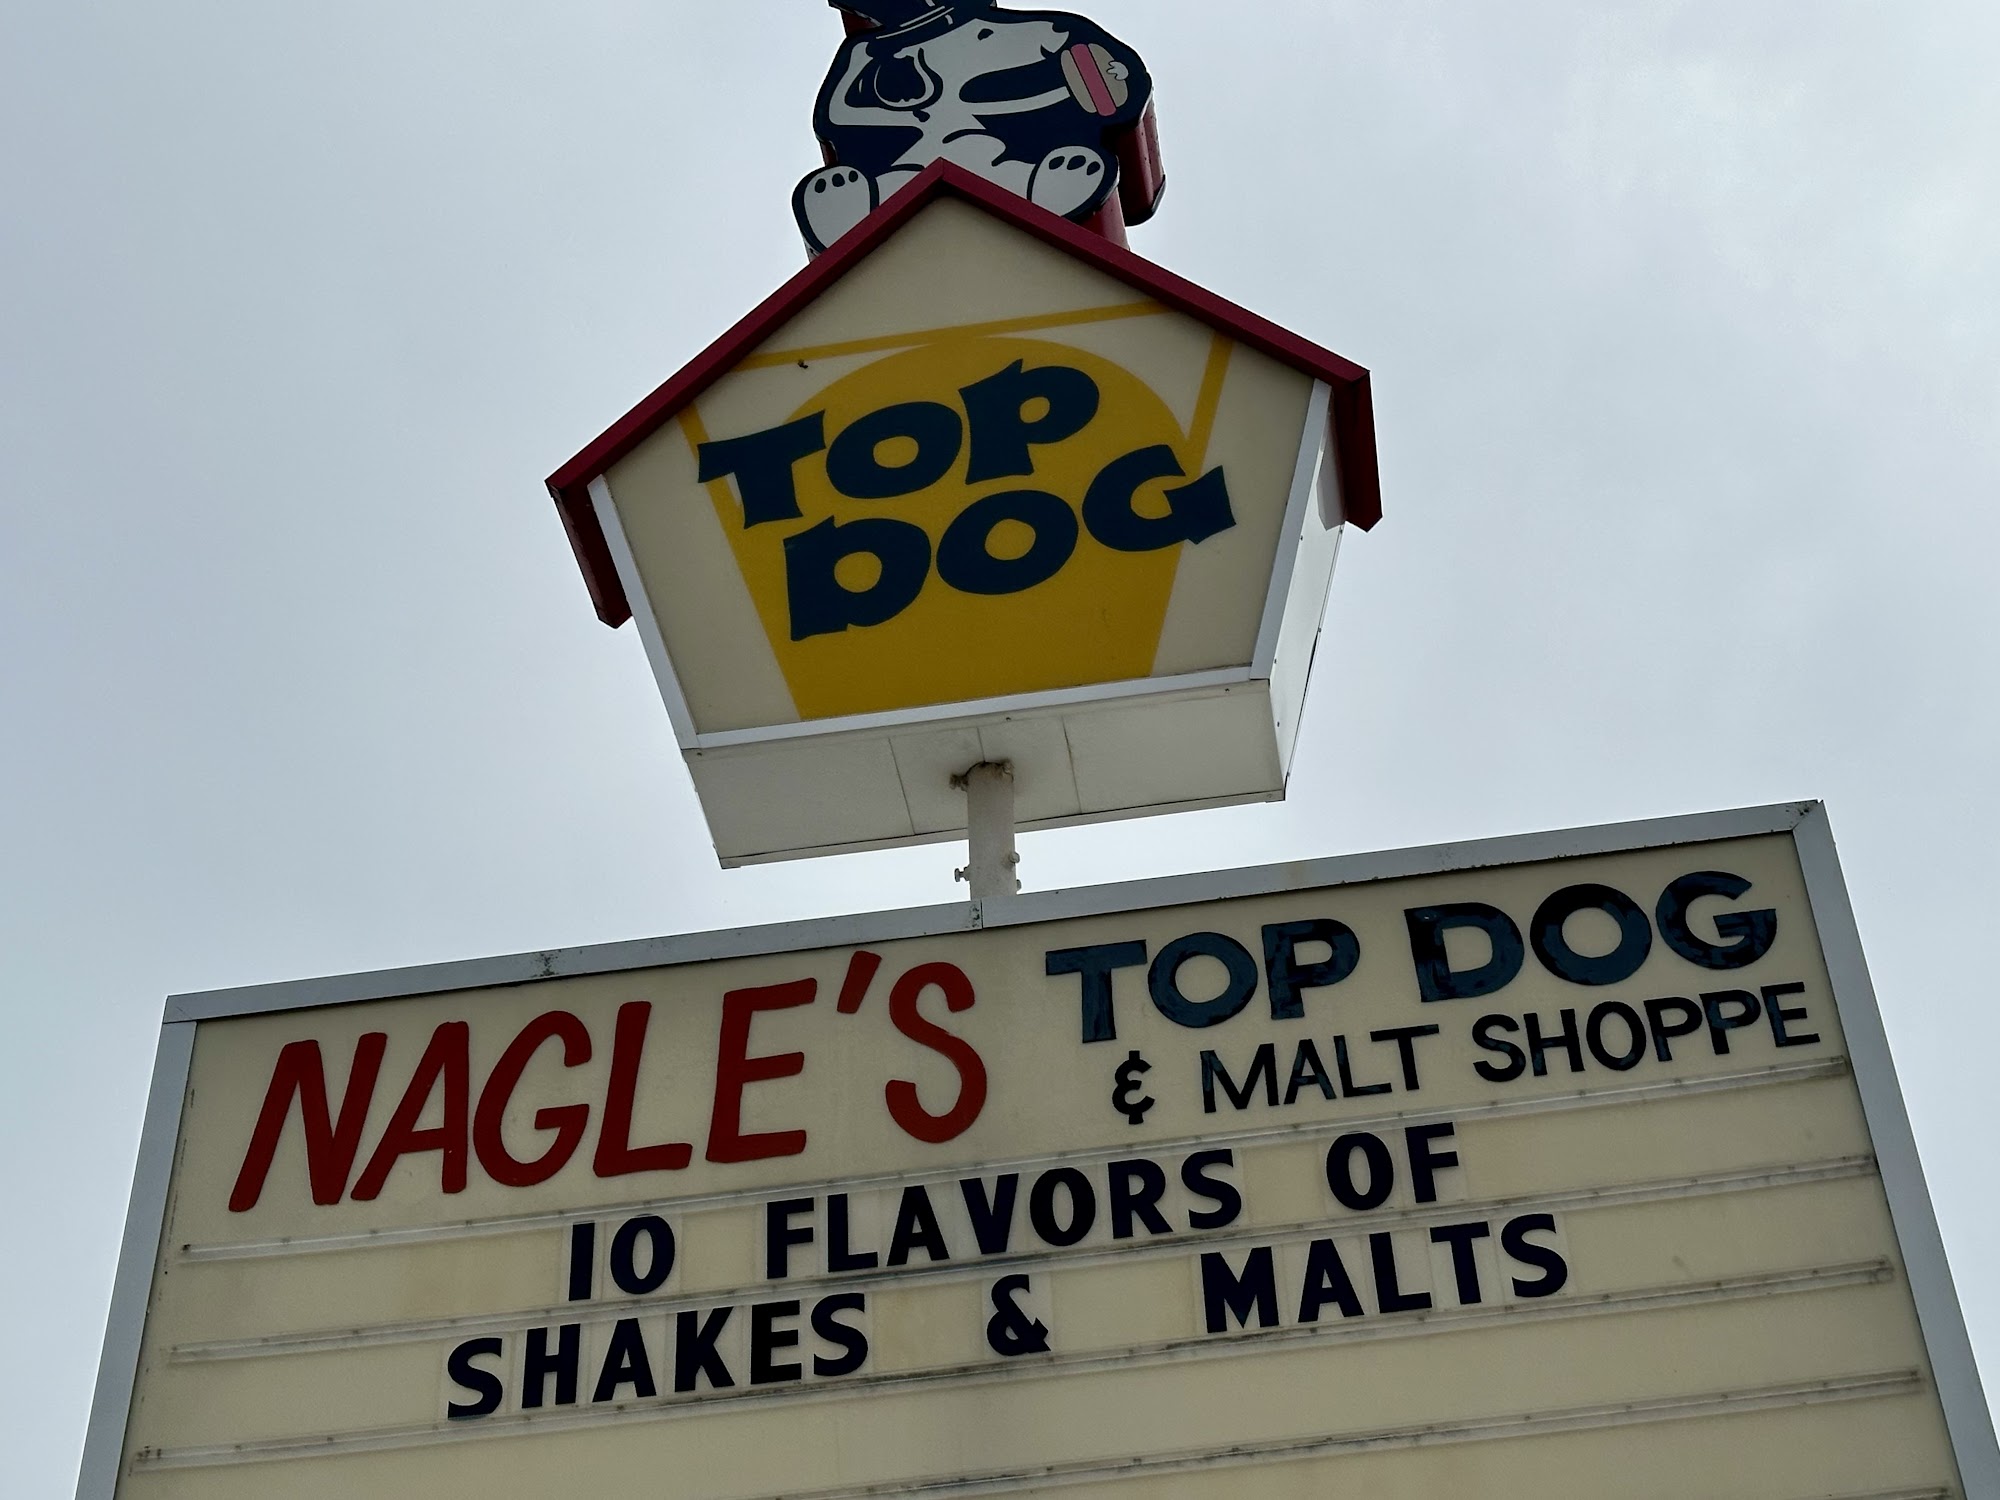 TOP
DOG
NAGLE'S TOP DOG
& MALT SHOPPE
10 FLAVORS OF
SHAKES & MALTS